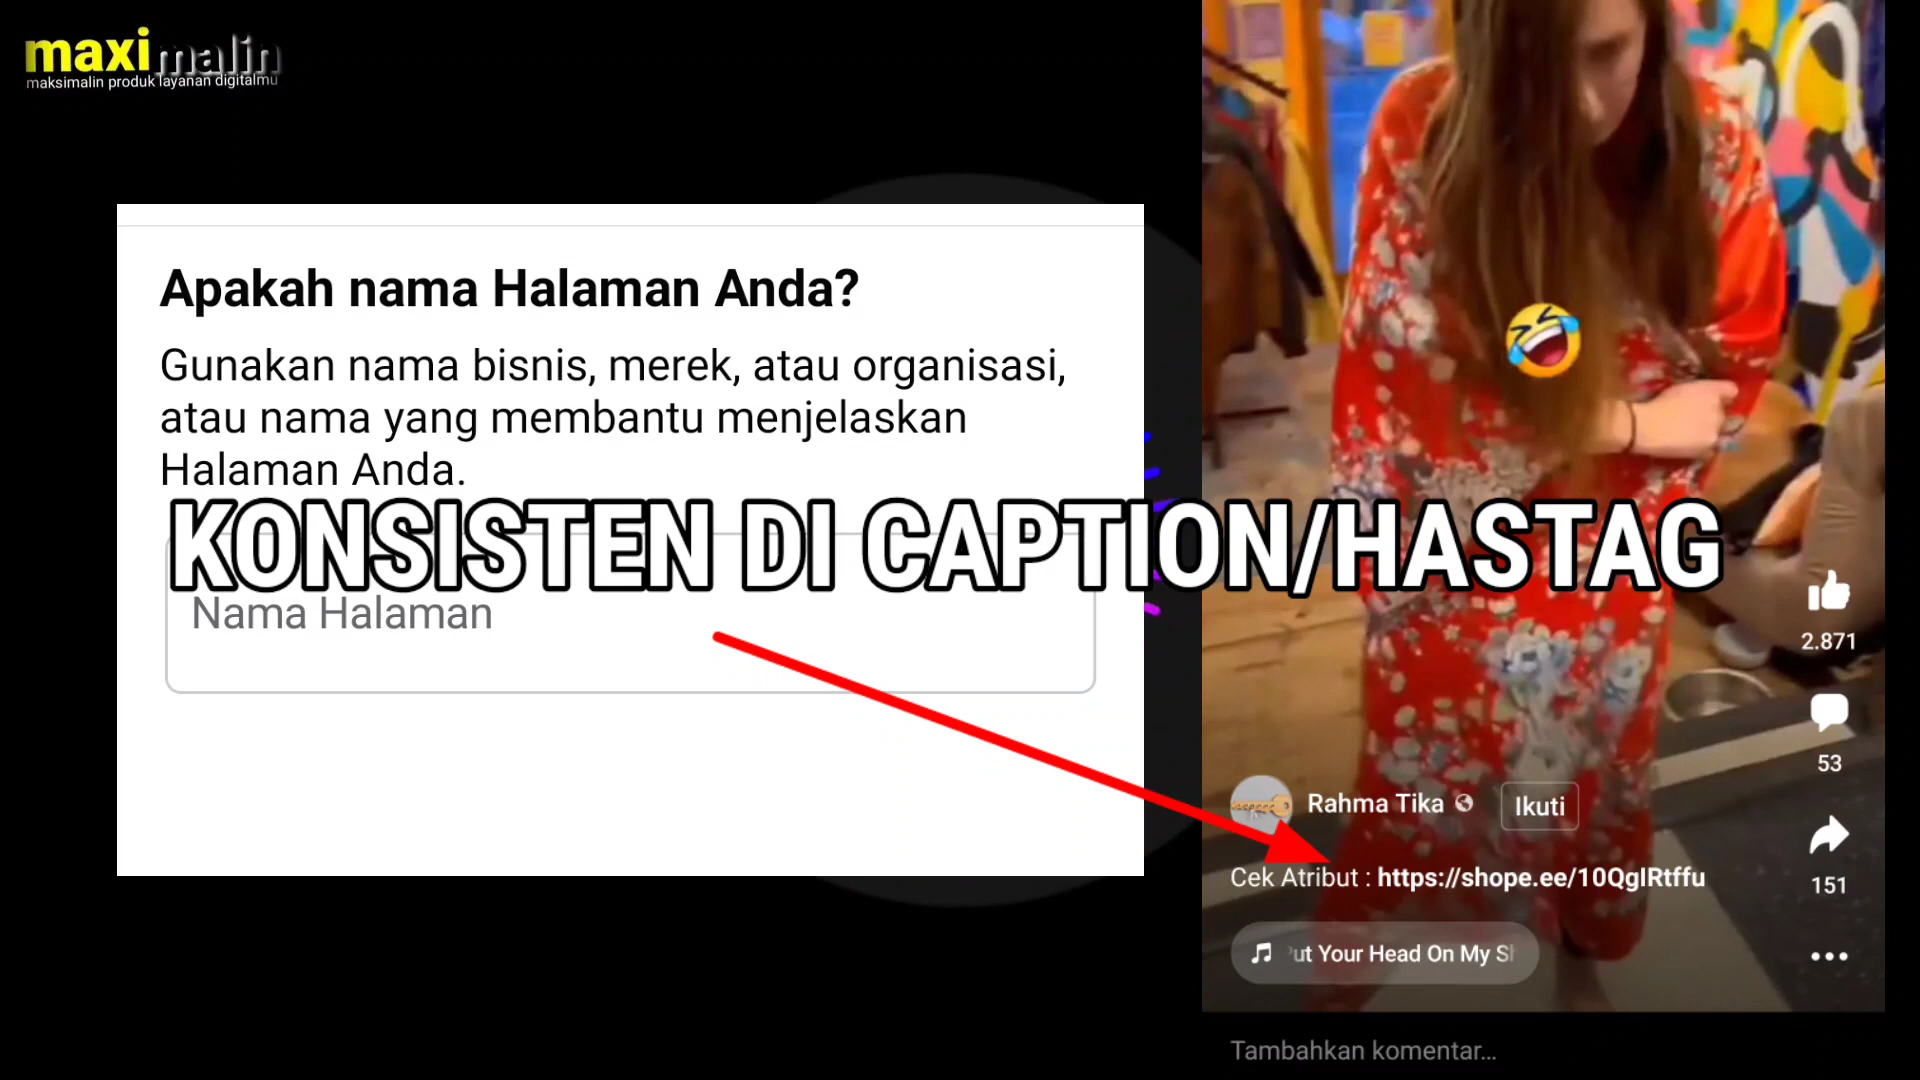 maximalin
maksimalin produk layanan digitalmu
Apakah nama Halaman Anda?
Gunakan nama bisnis, merek, atau organisasi,
atau nama yang membantu menjelaskan
Halaman Anda.
KONSISTEN DI CAPTION/HASTAG
Nama Halaman
2.871
53
Rahma Tika
Ikuti
Cek Atribut : https://shope.ee/10QgIRtffu
151
ut Your Head On My S
Tambahkan komentar...